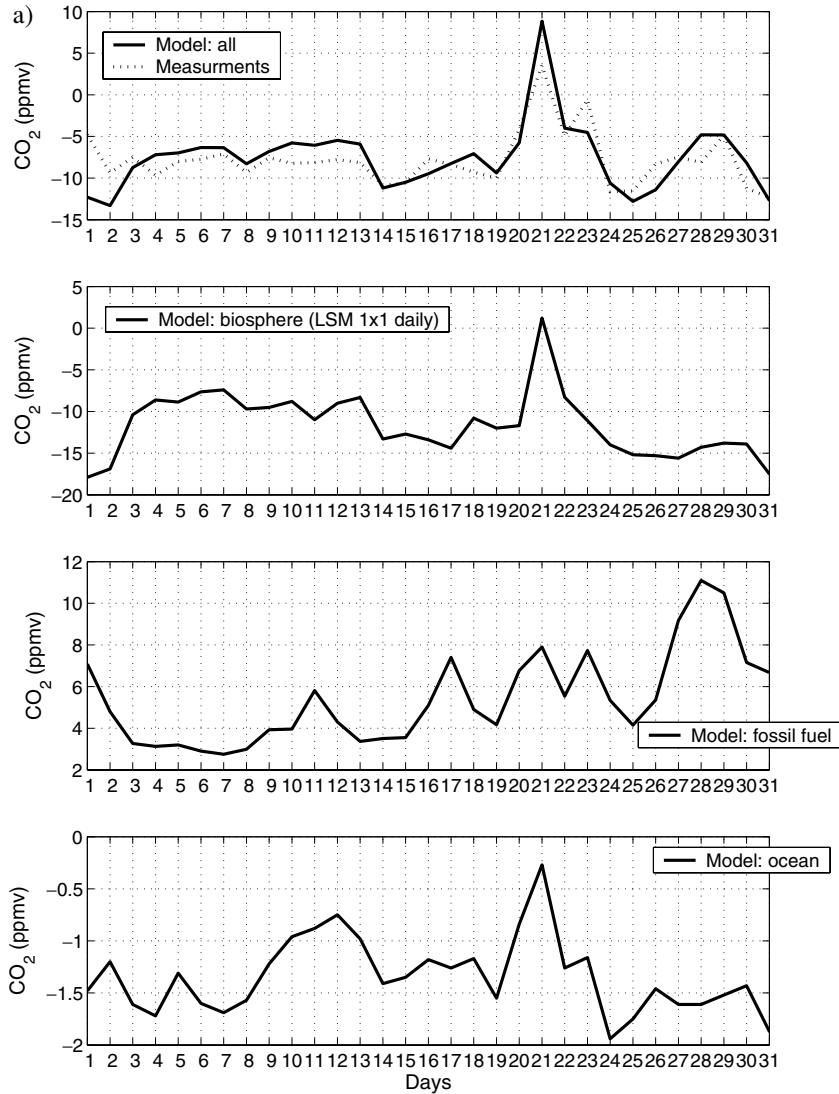 a)
10
5
0
−5
−10
−15
CO2 (ppmv)
Model: all
Measurments
1 2 3 4 5 6 7 8 9 10 11 12 13 14 15 16 17 18 19 20 21 22 23 24 25 26 27 28 29 30 31
5
0
−5
−10
−15
−20
CO2 (ppmv)
Model: biosphere (LSM 1x1 daily)
1 2 3 4 5 6 7 8 9 10 11 12 13 14 15 16 17 18 19 20 21 22 23 24 25 26 27 28 29 30 31
12
10
8
6
4
2
CO2 (ppmv)
Model: fossil fuel
1 2 3 4 5 6 7 8 9 10 11 12 13 14 15 16 17 18 19 20 21 22 23 24 25 26 27 28 29 30 31
0
−0.5
−1
−1.5
−2
CO2 (ppmv)
Model: ocean
1 2 3 4 5 6 7 8 9 10 11 12 13 14 15 16 17 18 19 20 21 22 23 24 25 26 27 28 29 30 31
Days